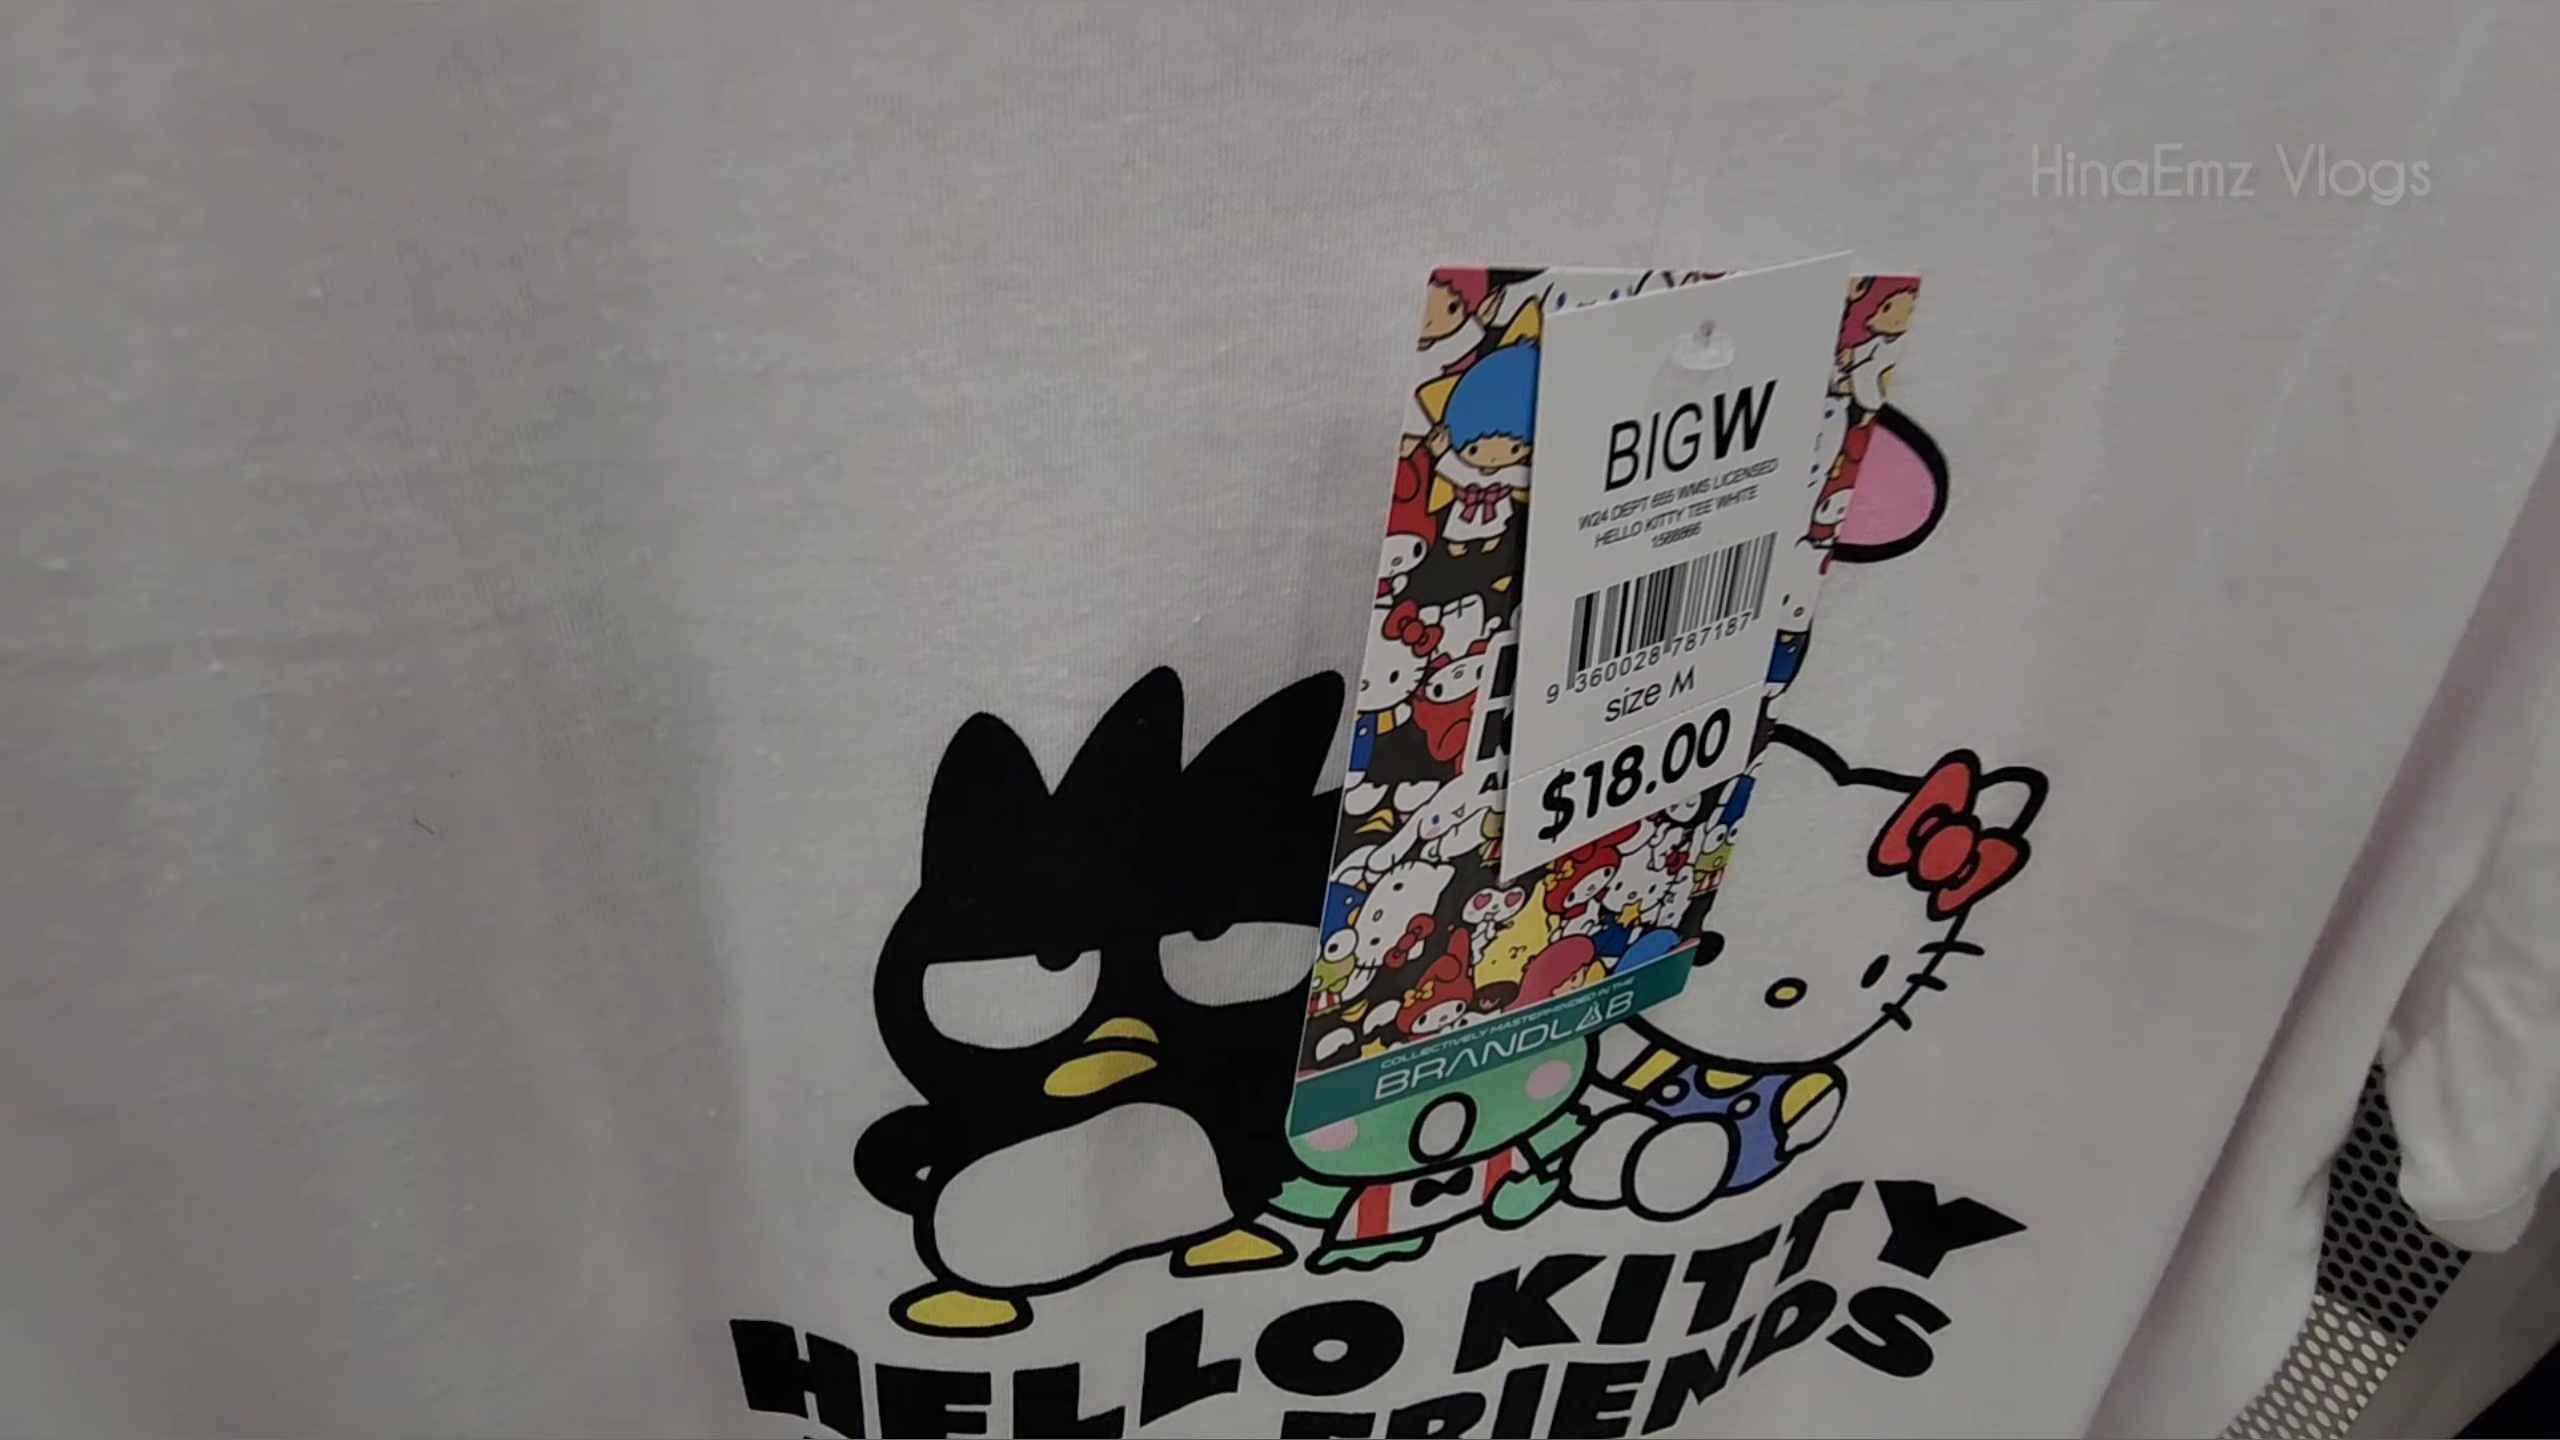 HinaEmz Vlogs
BIGW
W24 DEPT 655 WMS LICENSED
HELLO KITTY TEE WHITE
9 360028 787187
size M
$18.00
COLLECTIVELY MASTERMINDED IN THE
BRANDLAB
HELLO KITTY
FRIENDS